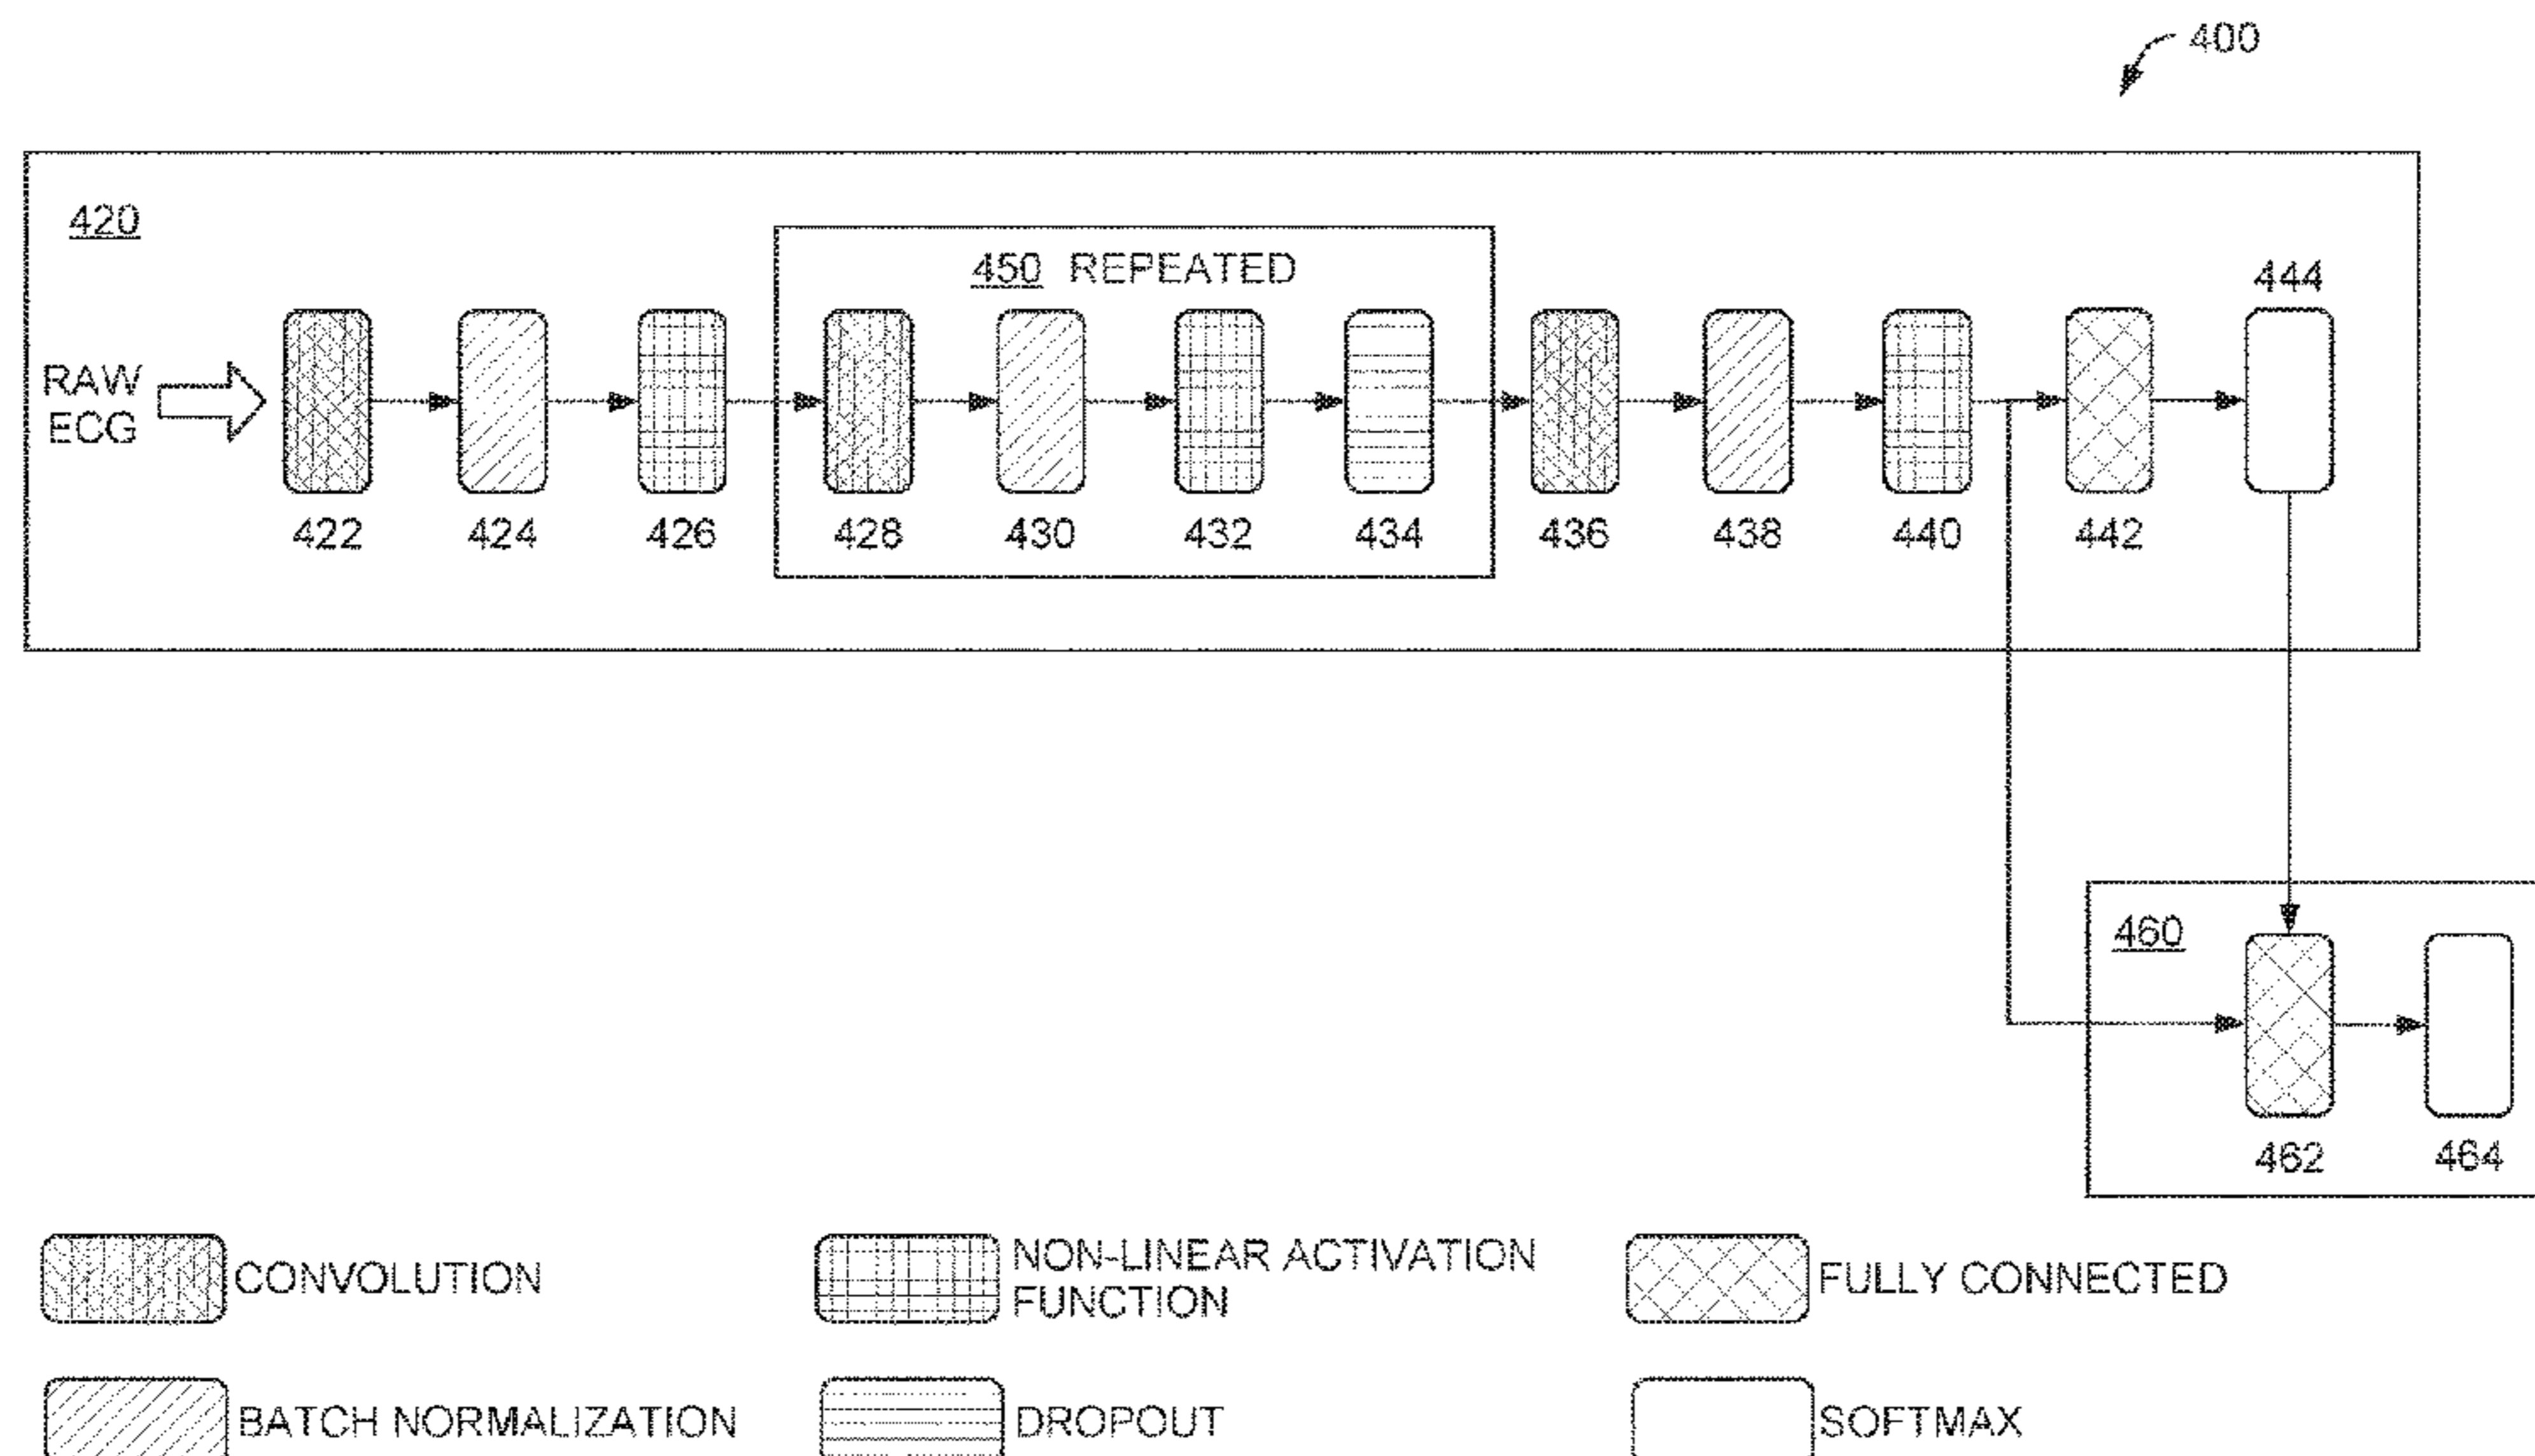 400
420
450 REPEATED
444
RAW
ECG
422
424
426
428
430
432
434
436
438
440
442
460
462
464
CONVOLUTION
NON-LINEAR ACTIVATION
FUNCTION
FULLY CONNECTED
BATCH NORMALIZATION
DROPOUT
SOFTMAX